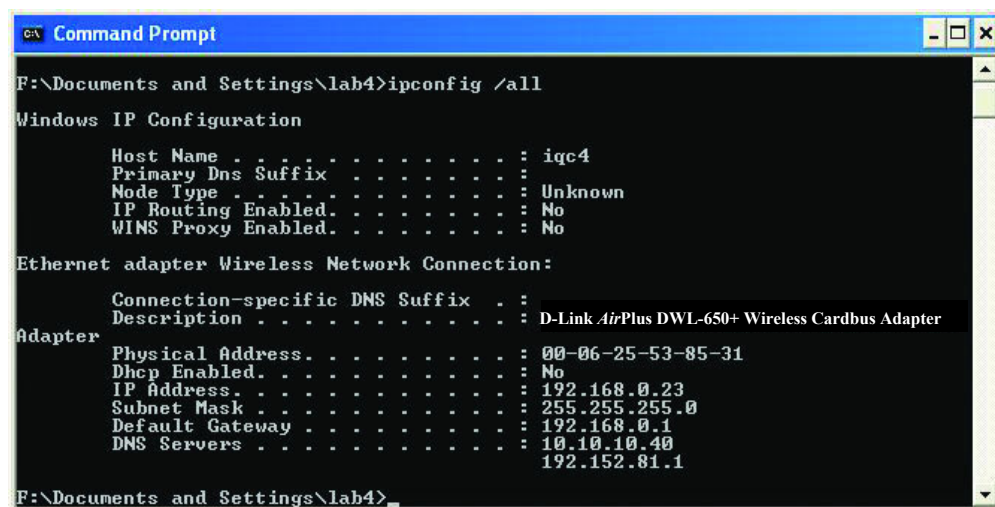 Command Prompt
F:\Documents and Settings\lab4>ipconfig /all
Windows IP Configuration
Host Name . . . . . . . . . . . . : iqc4
Primary Dns Suffix . . . . . . . :
Node Type . . . . . . . . . . . . : Unknown
IP Routing Enabled. . . . . . . . : No
WINS Proxy Enabled. . . . . . . . : No
Ethernet adapter Wireless Network Connection:
Connection-specific DNS Suffix . :
Description . . . . . . . . . . . : D-Link AirPlus DWL-650+ Wireless Cardbus Adapter
Adapter
Physical Address. . . . . . . . . : 00-06-25-53-85-31
Dhcp Enabled. . . . . . . . . . . : No
IP Address. . . . . . . . . . . . : 192.168.0.23
Subnet Mask . . . . . . . . . . . : 255.255.255.0
Default Gateway . . . . . . . . . : 192.168.0.1
DNS Servers . . . . . . . . . . . : 10.10.10.40
192.152.81.1
F:\Documents and Settings\lab4>_